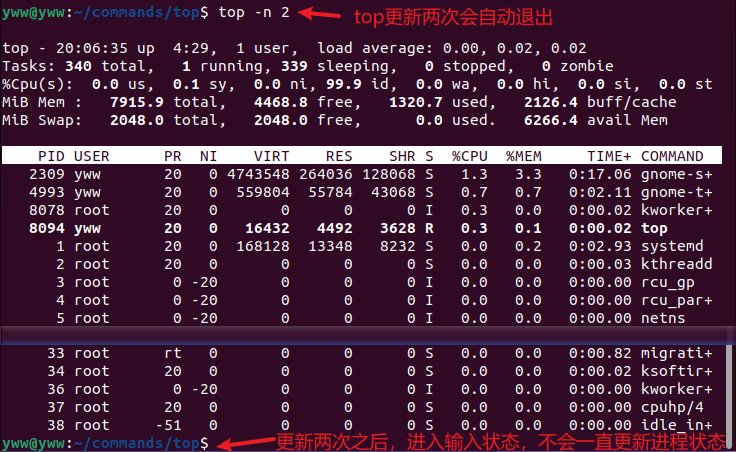 yww@yww:~/commands/top$ top -n 2 top更新两次会自动退出
top - 20:06:35 up  4:29,  1 user,  load average: 0.00, 0.02, 0.02
Tasks: 340 total,   1 running, 339 sleeping,   0 stopped,   0 zombie
%Cpu(s):  0.0 us,  0.1 sy,  0.0 ni, 99.9 id,  0.0 wa,  0.0 hi,  0.0 si,  0.0 st
MiB Mem :   7915.9 total,   4468.8 free,   1320.7 used,   2126.4 buff/cache
MiB Swap:   2048.0 total,   2048.0 free,      0.0 used.   6266.4 avail Mem
PID USER      PR  NI    VIRT    RES    SHR S  %CPU  %MEM     TIME+ COMMAND
2309 yww       20   0 4743548 264036 128068 S   1.3   3.3   0:17.06 gnome-s+
4993 yww       20   0  559804  55784  43068 S   0.7   0.7   0:02.11 gnome-t+
8078 root      20   0       0      0      0 I   0.3   0.0   0:00.02 kworker+
8094 yww       20   0   16432   4492   3628 R   0.3   0.1   0:00.02 top
1 root      20   0  168128  13348   8232 S   0.0   0.2   0:02.93 systemd
2 root      20   0       0      0      0 S   0.0   0.0   0:00.03 kthreadd
3 root       0 -20       0      0      0 I   0.0   0.0   0:00.00 rcu_gp
4 root       0 -20       0      0      0 I   0.0   0.0   0:00.00 rcu_par+
5 root       0 -20       0      0      0 I   0.0   0.0   0:00.00 netns
33 root      rt   0       0      0      0 S   0.0   0.0   0:00.82 migrati+
34 root      20   0       0      0      0 S   0.0   0.0   0:00.02 ksoftir+
36 root       0 -20       0      0      0 I   0.0   0.0   0:00.00 kworker+
37 root      20   0       0      0      0 S   0.0   0.0   0:00.00 cpuhp/4
38 root     -51   0       0      0      0 S   0.0   0.0   0:00.00 idle_in+
yww@yww:~/commands/top$ 更新两次之后，进入输入状态，不会一直更新进程状态